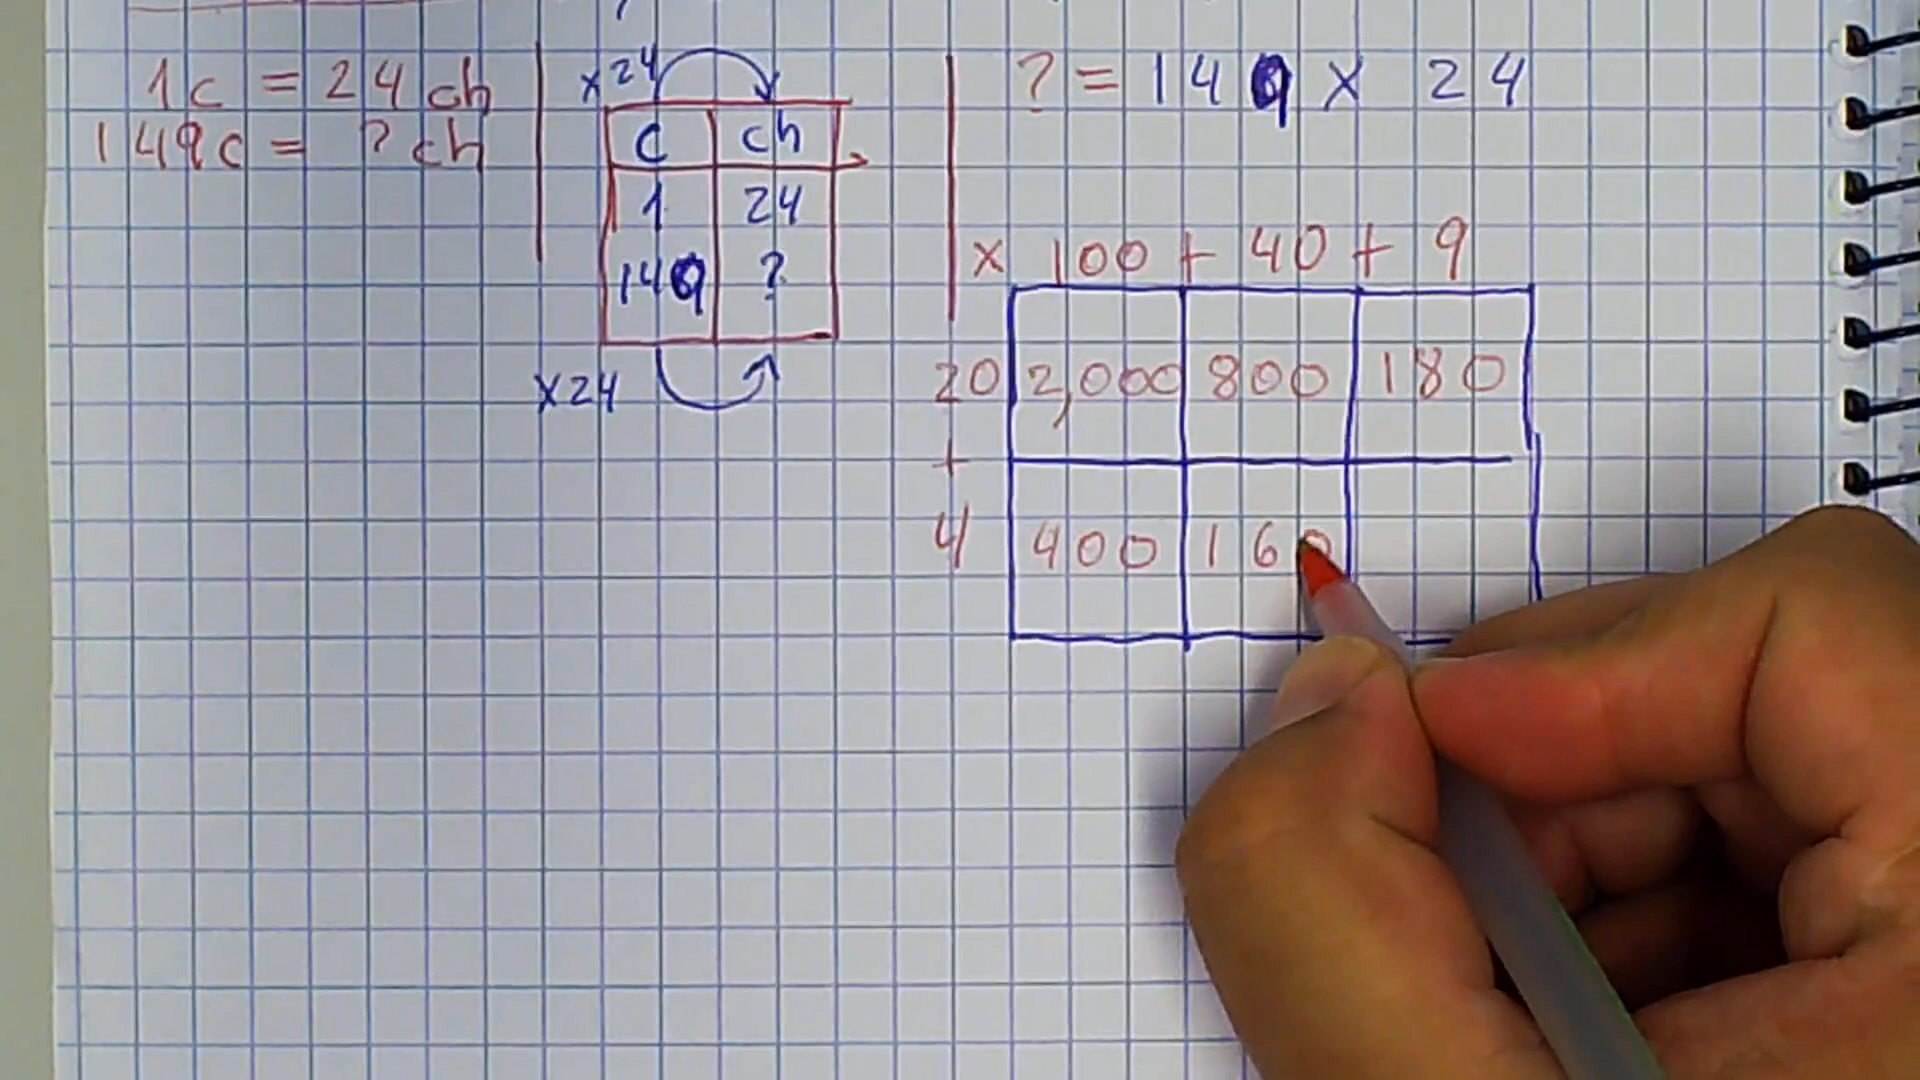 1c = 24 ch
149c = ? ch
x24
c ch
1 24
149 ?
x24
? = 149 x 24
x 100 + 40 + 9
20 2,000 800 180
+
4 400 160